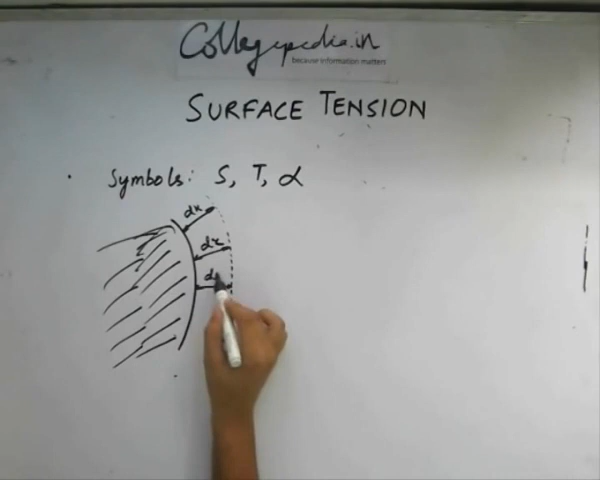 Collegepedia.in
because information matters
SURFACE TENSION
Symbols: S, T, α
dx
dx
d